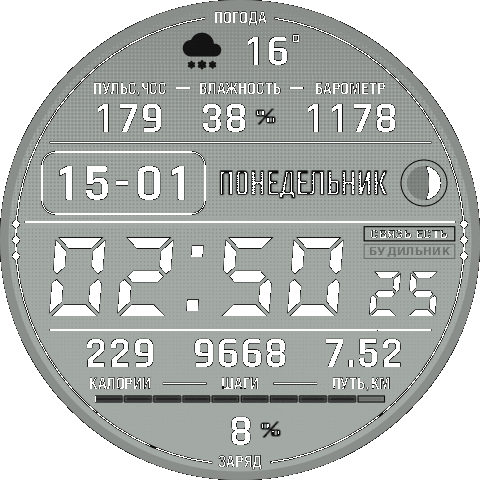 ПОГОДА
16°
ПУЛЬС,ЧСС — ВЛАЖНОСТЬ — БАРОМЕТР
179 38 % 1178
15-01 ПОНЕДЕЛЬНИК
СВЯЗЬ ЕСТЬ
БУДИЛЬНИК
02:50 25
229 9668 7.52
КАЛОРИИ — ШАГИ — ПУТЬ,КМ
8 %
ЗАРЯД